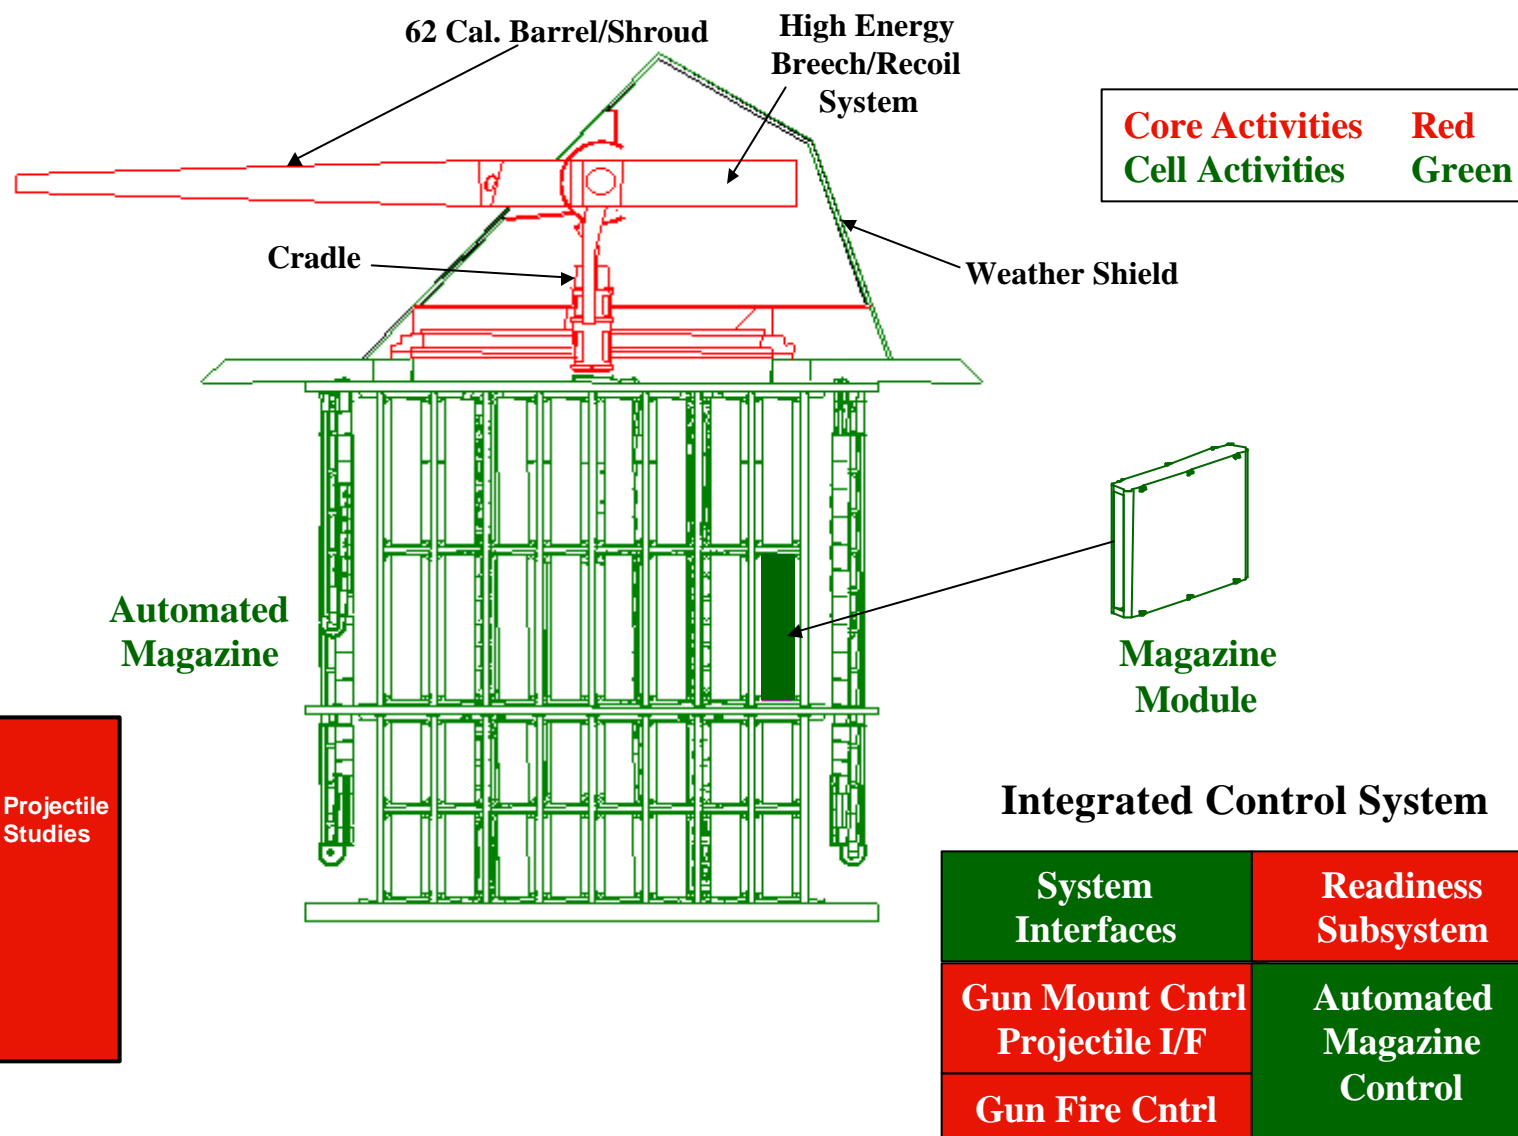 62 Cal. Barrel/Shroud
High Energy
Breech/Recoil
System
Core Activities Red
Cell Activities Green
Cradle
Weather Shield
Automated
Magazine
Magazine
Module
Projectile
Studies
Integrated Control System
System
Interfaces
Readiness
Subsystem
Gun Mount Cntrl
Projectile I/F
Automated
Magazine
Control
Gun Fire Cntrl